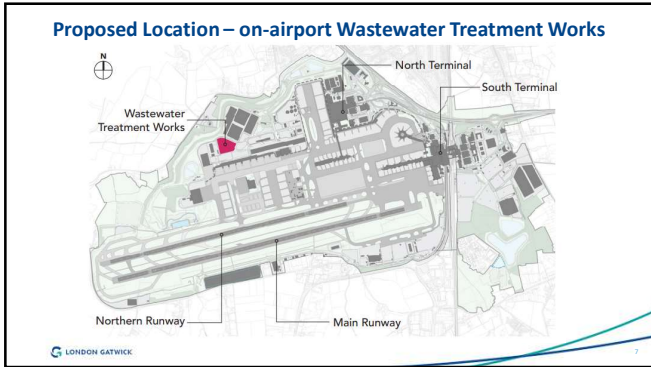 Proposed Location – on-airport Wastewater Treatment Works
N
North Terminal
South Terminal
Wastewater
Treatment Works
Northern Runway
Main Runway
LONDON GATWICK
7